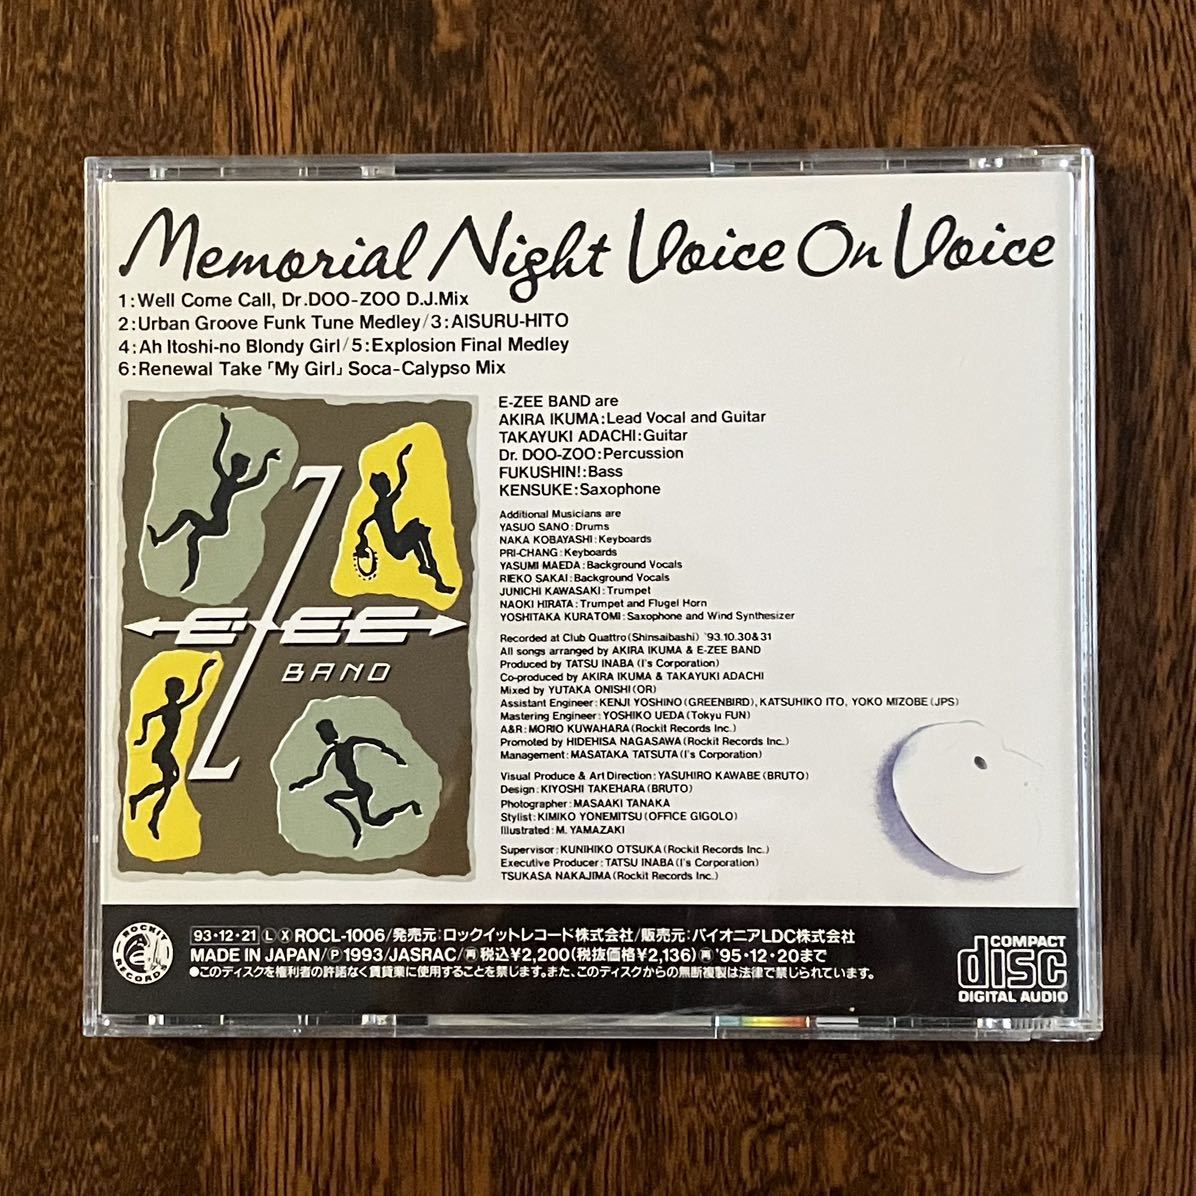 Memorial Night Voice On Voice
1:Well Come Call, Dr.DOO-ZOO D.J.Mix
2:Urban Groove Funk Tune Medley/3:AISURU-HITO
4:Ah Itoshi-no Blondy Girl/5:Explosion Final Medley
6:Renewal Take「My Girl」Soca-Calypso Mix
E-ZEE
BAND
E-ZEE BAND are
AKIRA IKUMA:Lead Vocal and Guitar
TAKAYUKI ADACHI:Guitar
Dr. DOO-ZOO:Percussion
FUKUSHIN!:Bass
KENSUKE:Saxophone
Additional Musicians are
YASUO SANO:Drums
NAKA KOBAYASHI:Keyboards
PRI-CHANG:Keyboards
YASUMI MAEDA:Background Vocals
RIEKO SAKAI:Background Vocals
JUNICHI KAWASAKI:Trumpet
NAOKI HIRATA:Trumpet and Flugel Horn
YOSHITAKA KURATOMI:Saxophone and Wind Synthesizer
Recorded at Club Quattro(Shinsaibashi) '93.10.30&31
All songs arranged by AKIRA IKUMA & E-ZEE BAND
Produced by TATSU INABA(I's Corporation)
Co-produced by AKIRA IKUMA & TAKAYUKI ADACHI
Mixed by YUTAKA ONISHI(OR)
Assistant Engineer:KENJI YOSHINO(GREENBIRD), KATSUHIKO ITO, YOKO MIZOBE(JPS)
Mastering Engineer:YOSHIKO UEDA(Tokyu FUN)
A&R:MORIO KUWAHARA(Rockit Records Inc.)
Promoted by HIDEHISA NAGASAWA(Rockit Records Inc.)
Management:MASATAKA TATSUTA(I's Corporation)
Visual Produce & Art Direction:YASUHIRO KAWABE(BRUTO)
Design:KIYOSHI TAKEHARA(BRUTO)
Photographer:MASAAKI TANAKA
Stylist:KIMIKO YONEMITSU(OFFICE GIGOLO)
Illustrated:M. YAMAZAKI
Supervisor:KUNIHIKO OTSUKA(Rockit Records Inc.)
Executive Producer:TATSU INABA(I's Corporation)
TSUKASA NAKAJIMA(Rockit Records Inc.)
ROCKIT
RECORDS
93・12・21 Ⓛ Ⓧ ROCL-1006/発売元:ロックイットレコード株式会社/販売元:パイオニアLDC株式会社
MADE IN JAPAN/Ⓟ1993/JASRAC/㊞税込¥2,200(税抜価格¥2,136)㊞'95・12・20まで
●このディスクを権利者の許諾なく賃貸業に使用することを禁じます。また、このディスクからの無断複製は法律で禁じられています。
COMPACT
disc
DIGITAL AUDIO